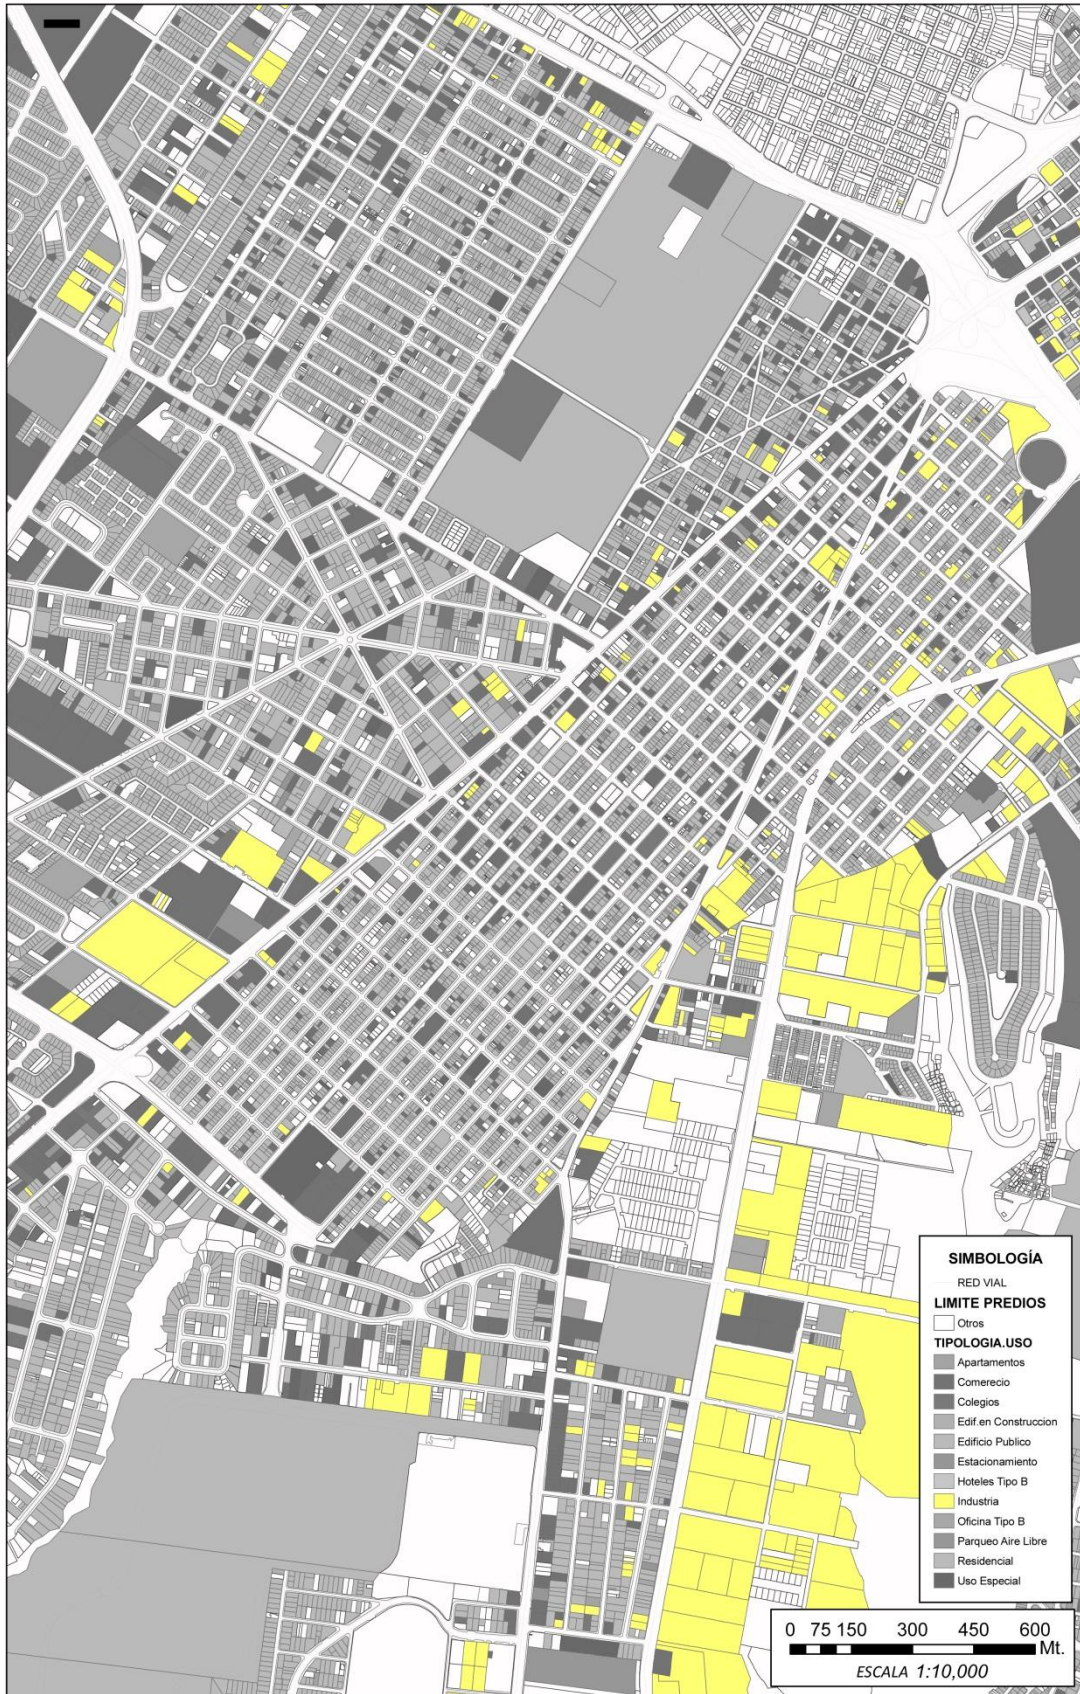 SIMBOLOGÍA
RED VIAL
LIMITE PREDIOS
Otros
TIPOLOGIA.USO
Apartamentos
Comerecio
Colegios
Edif.en Construccion
Edificio Publico
Estacionamiento
Hoteles Tipo B
Industria
Oficina Tipo B
Parqueo Aire Libre
Residencial
Uso Especial
0 75 150 300 450 600
Mt.
ESCALA 1:10,000